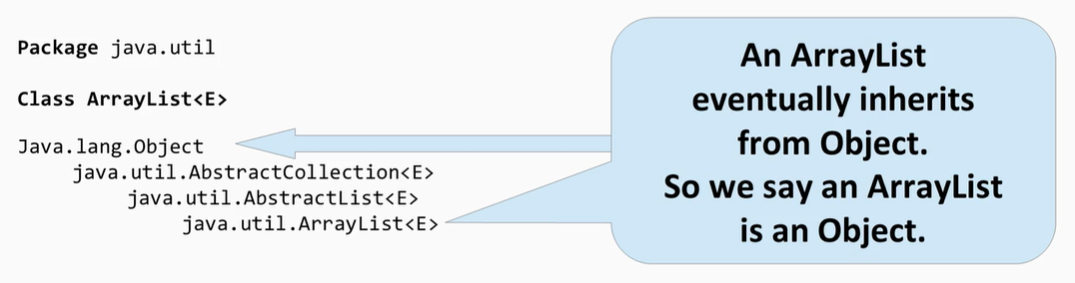 Package java.util
Class ArrayList<E>
Java.lang.Object
java.util.AbstractCollection<E>
java.util.AbstractList<E>
java.util.ArrayList<E>
An ArrayList
eventually inherits
from Object.
So we say an ArrayList
is an Object.